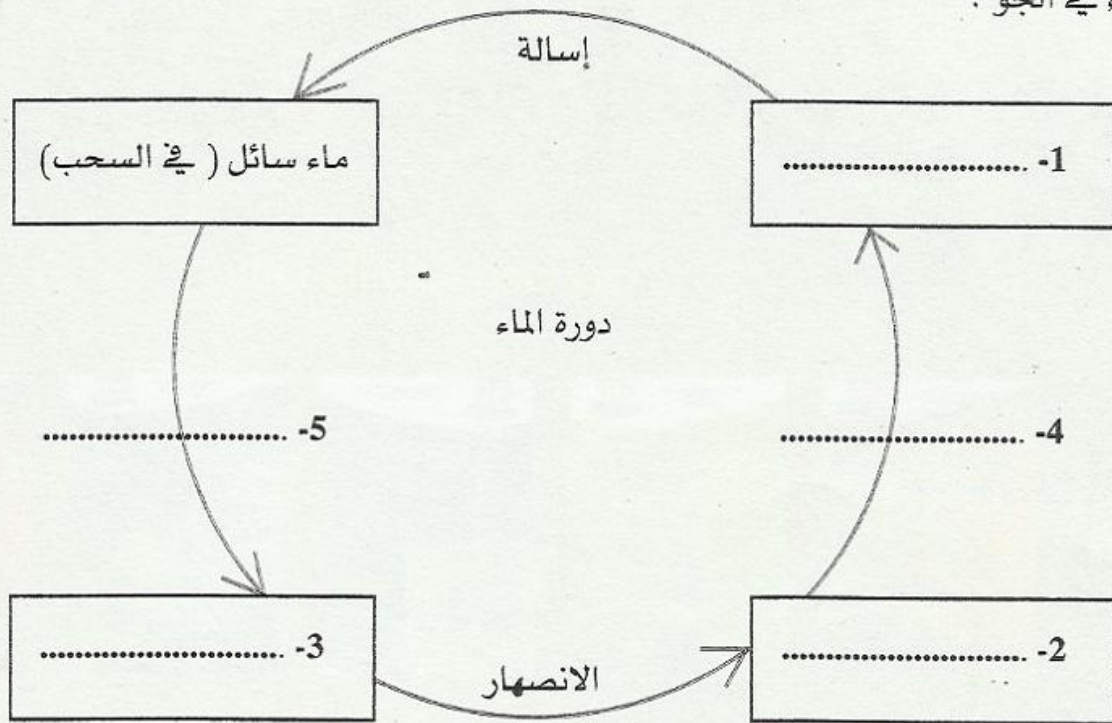 في الجو .
إسالة
1- ............................
ماء سائل ( في السحب)
دورة الماء
4- ............................
5- ............................
2- ............................
3- ............................
الانصهار